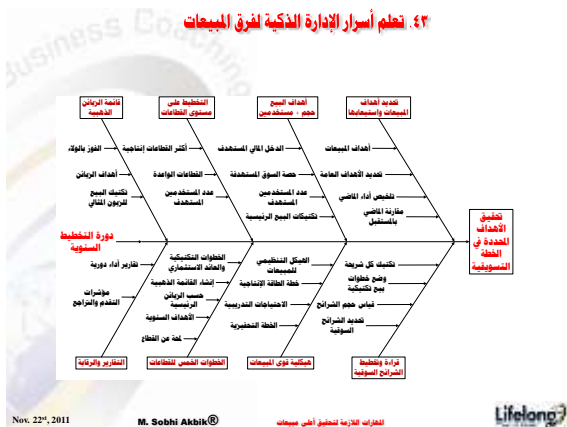 ٤٣. تعلم أسرار الإدارة الذكية لفرق المبيعات
Business Coaching
تحديد أهداف
المبيعات واستيعابها
أهداف البيع
حجم - مستخدمين
التخطيط على
مستوى القطاعات
قائمة الزبائن
الذهبية
أهداف المبيعات
تحديد الأهداف العامة
تلخيص أداء الماضي
مقارنة الماضي
بالمستقبل
الدخل المالي المستهدف
حصة السوق المستهدفة
عدد المستخدمين
المستهدف
تكتيكات البيع الرئيسية
أكثر القطاعات إنتاجية
القطاعات الواعدة
عدد المستخدمين
المستهدف
الفوز بالولاء
أهداف الزبائن
تكتيك البيع
للزبون المثالي
تحقيق
الأهداف
المحددة في
الخطة
التسويقية
دورة التخطيط
السنوية
تكتيك كل شريحة
وضع خطوات
بيع تكتيكية
قياس حجم الشرائح
تحديد الشرائح
السوقية
الهيكل التنظيمي
للمبيعات
خطة الطاقة الإنتاجية
الاحتياجات التدريبية
الخطة التحفيزية
الخطوات التكتيكية
والعائد الاستثماري
إنشاء القائمة الذهبية
حسب الزبائن
الرئيسية
الأهداف السنوية
لمحة عن القطاع
تقارير أداء دورية
مؤشرات
التقدم والتراجع
قراءة وتقطيط
الشرائح السوقية
هيكلية قوى المبيعات
الخطوات الخمس للقطاعات
التقارير والرقابة
Nov. 22st, 2011
M. Sobhi Akbik®
المهارات اللازمة لتحقيق أعلى مبيعات
Lifelong